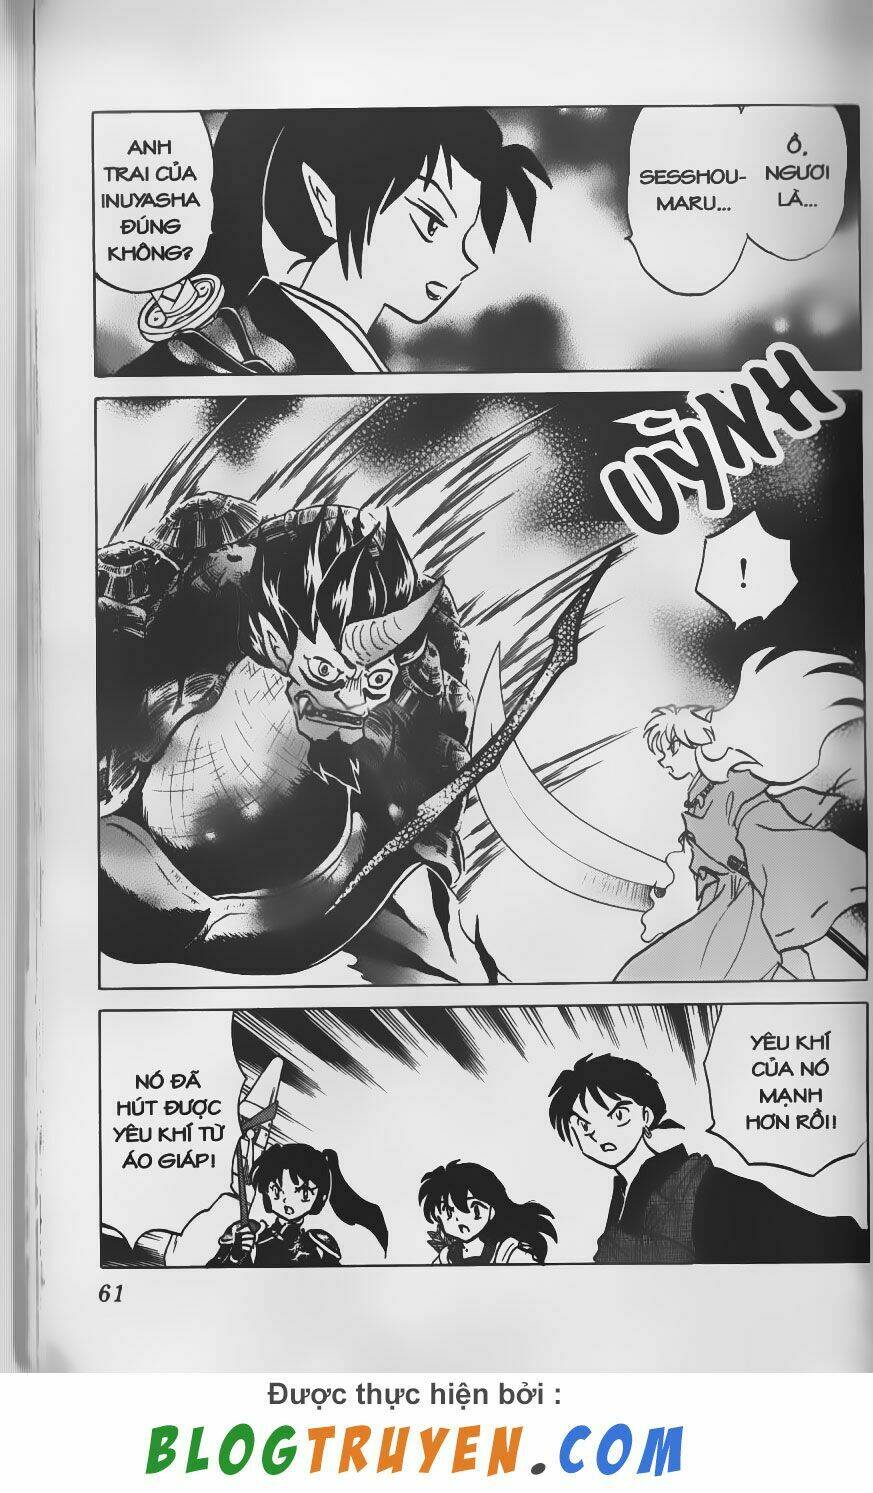 Ồ,
NGƯƠI
LÀ...
SESSHOU-
MARU...
ANH
TRAI CỦA
INUYASHA
ĐÚNG
KHÔNG?
UỲNH
!
YÊU KHÍ
CỦA NÓ
MẠNH
HƠN RỒI!
NÓ ĐÃ
HÚT ĐƯỢC
YÊU KHÍ TỪ
ÁO GIÁP!
61
Được thực hiện bởi :
BLOGTRUYEN.COM